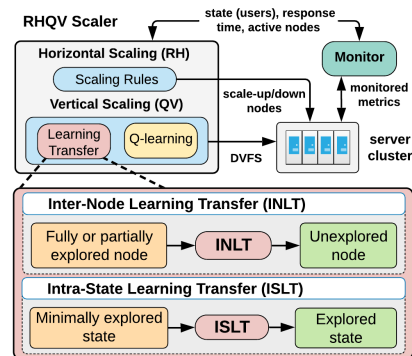 RHQV Scaler
state (users), response
time, active nodes
Horizontal Scaling (RH)
Scaling Rules
Monitor
scale-up/down
nodes
monitored
metrics
Vertical Scaling (QV)
Learning
Transfer
Q-learning
DVFS
server
cluster
Inter-Node Learning Transfer (INLT)
Fully or partially
explored node
INLT
Unexplored
node
Intra-State Learning Transfer (ISLT)
Minimally explored
state
ISLT
Explored
state